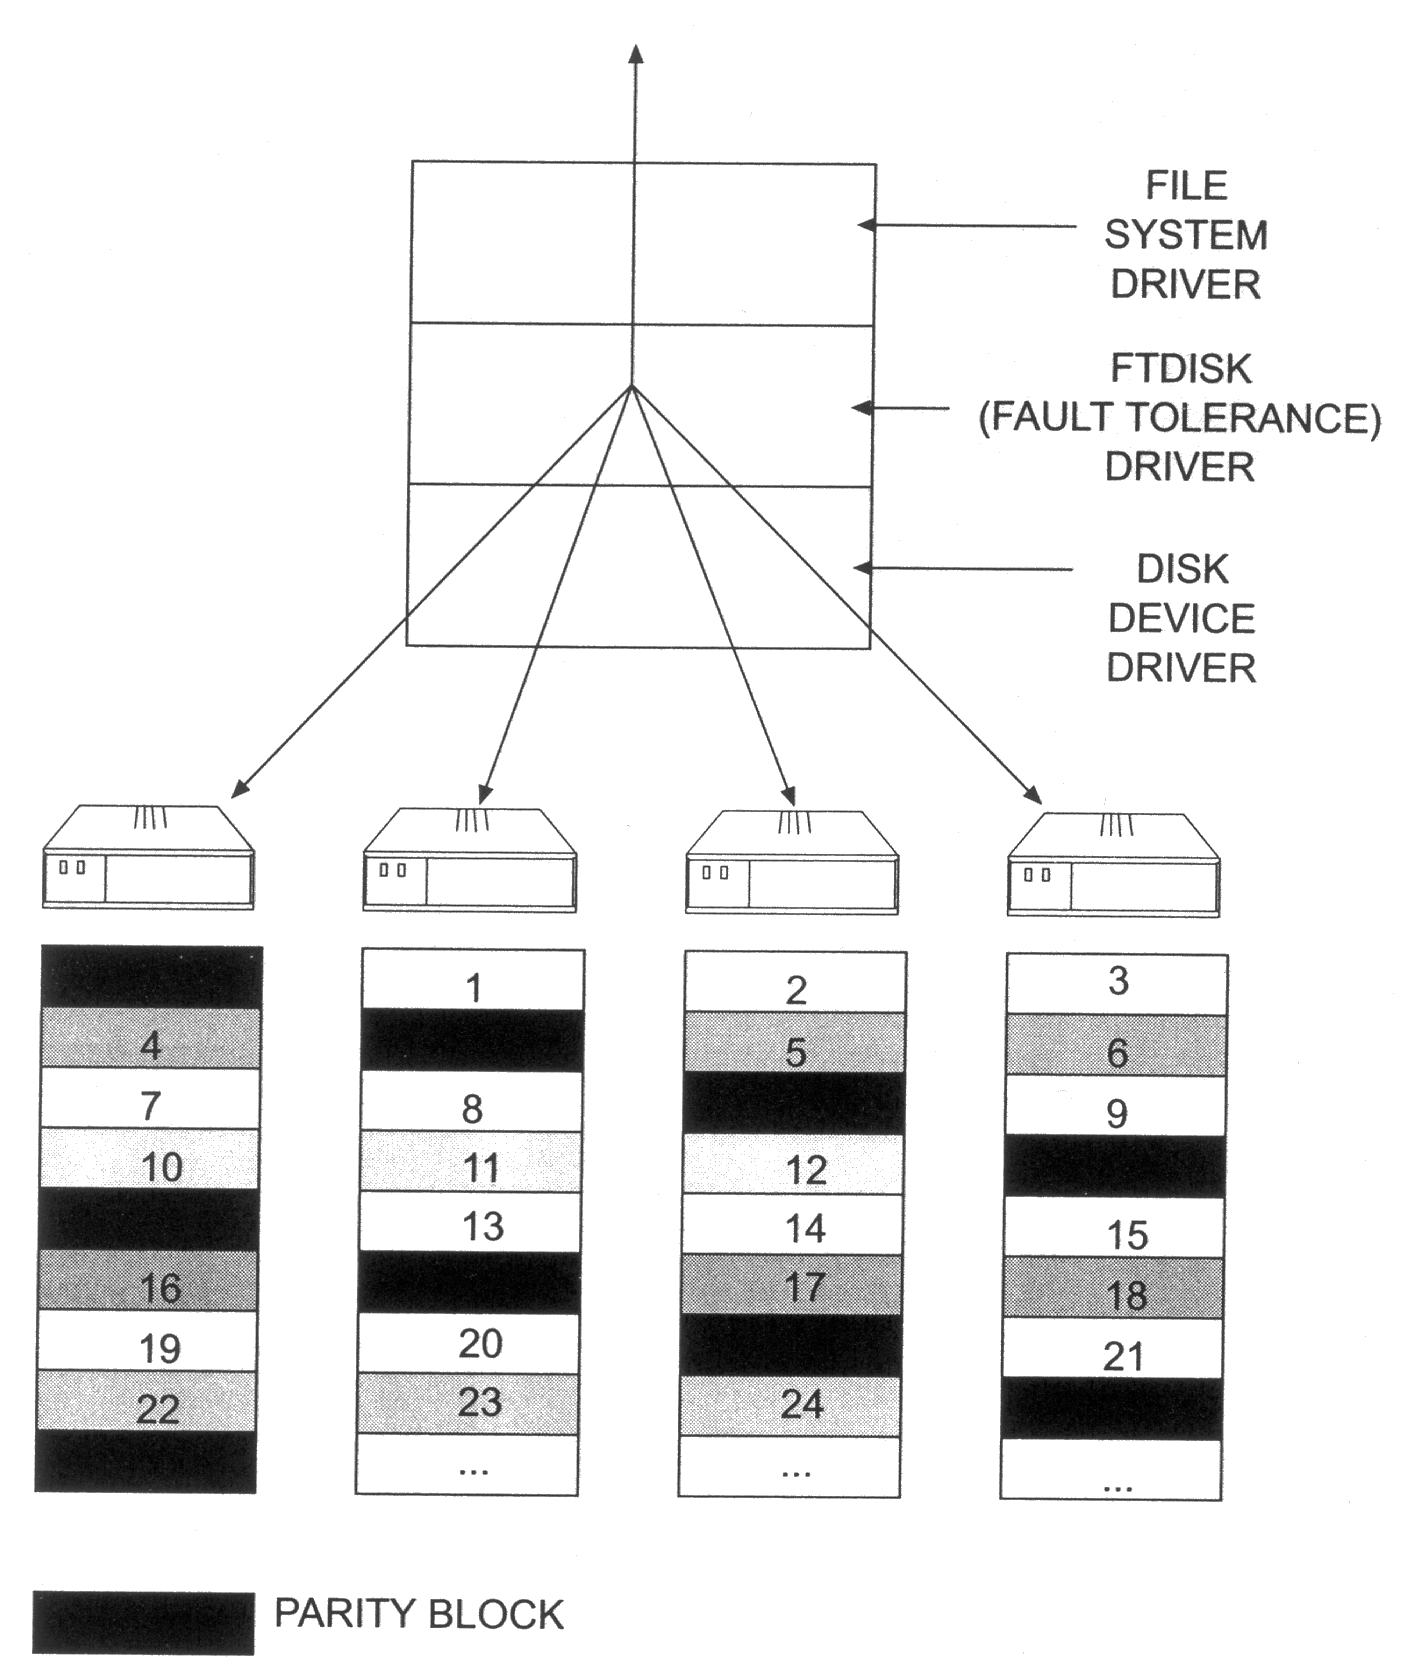 FILE
SYSTEM
DRIVER
FTDISK
(FAULT TOLERANCE)
DRIVER
DISK
DEVICE
DRIVER
1 2 3
4 5 6
7 8 9
10 11 12
13 14 15
16 17 18
19 20 21
22 23 24
... ... ...
PARITY BLOCK